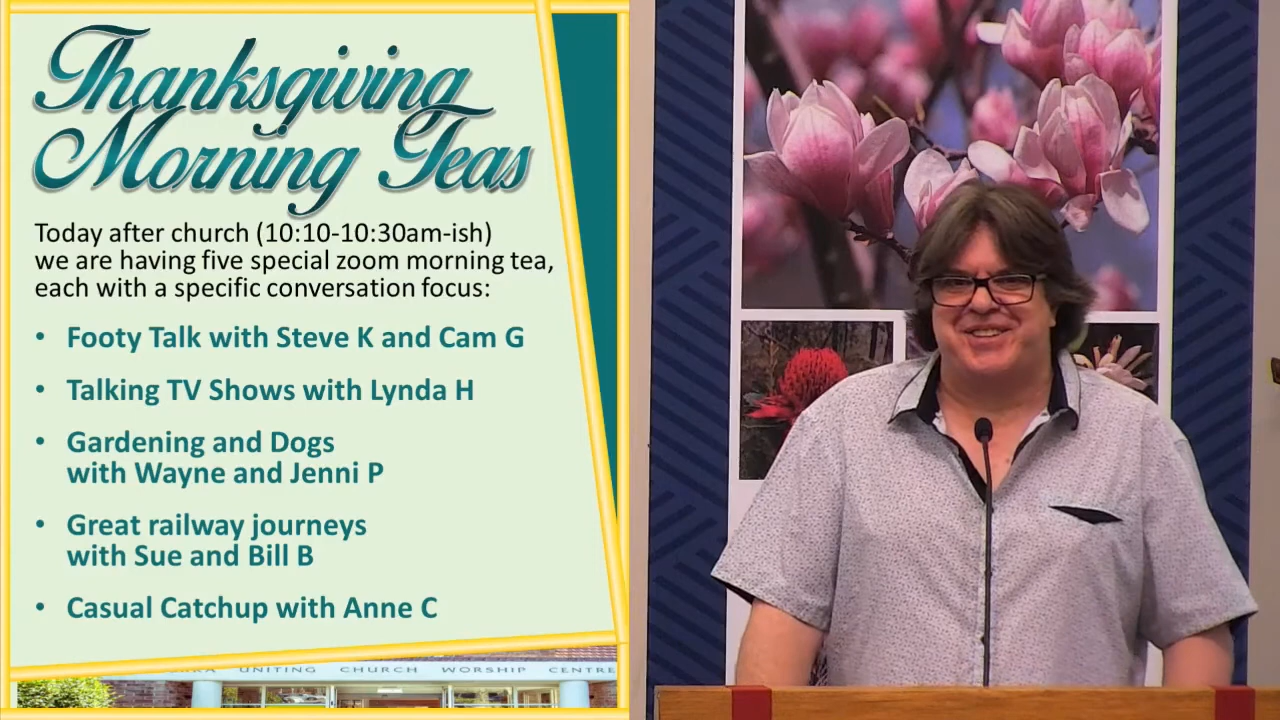 Thanksgiving
Morning Teas
Today after church (10:10-10:30am-ish)
we are having five special zoom morning tea,
each with a specific conversation focus:
• Footy Talk with Steve K and Cam G
• Talking TV Shows with Lynda H
• Gardening and Dogs
with Wayne and Jenni P
• Great railway journeys
with Sue and Bill B
• Casual Catchup with Anne C
UNITING CHURCH WORSHIP CENTRE